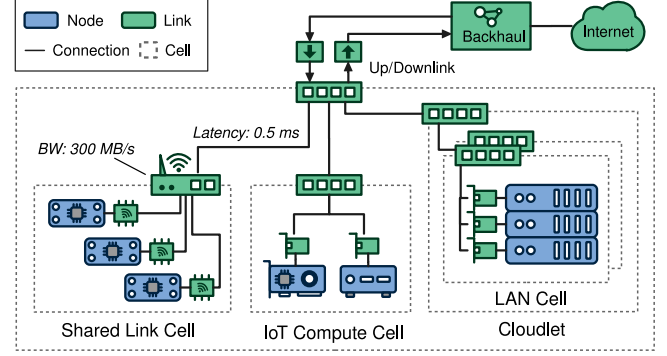 Node
Link
Connection
Cell
Backhaul
Internet
Up/Downlink
Latency: 0.5 ms
BW: 300 MB/s
Shared Link Cell
IoT Compute Cell
LAN Cell
Cloudlet